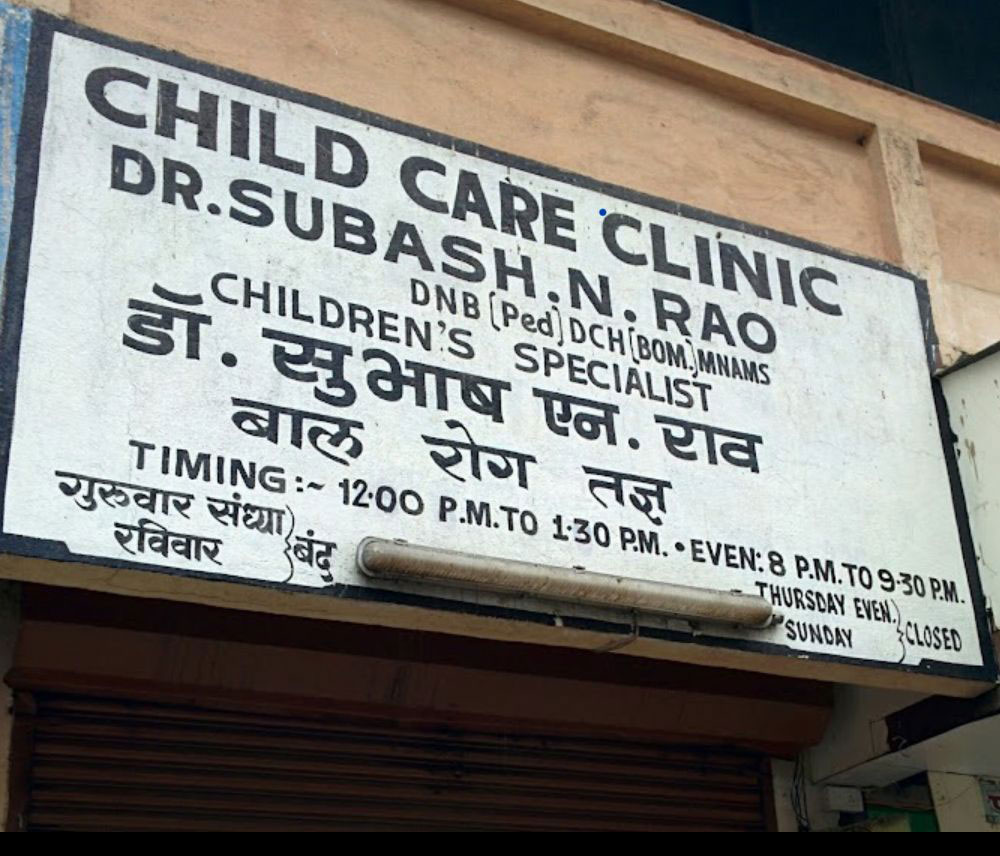 CHILD CARE CLINIC
DR. SUBASH. N. RAO
DNB (Ped) DCH (BOM.) MNAMS
CHILDREN'S SPECIALIST
डॉ. सुभाष एन. राव
बाल रोग तज्ञ
TIMING :~ 12·00 P.M. TO 1·30 P.M. • EVEN: 8 P.M. TO 9·30 P.M.
गुरुवार संध्या } बंद
रविवार
THURSDAY EVEN. } CLOSED
SUNDAY